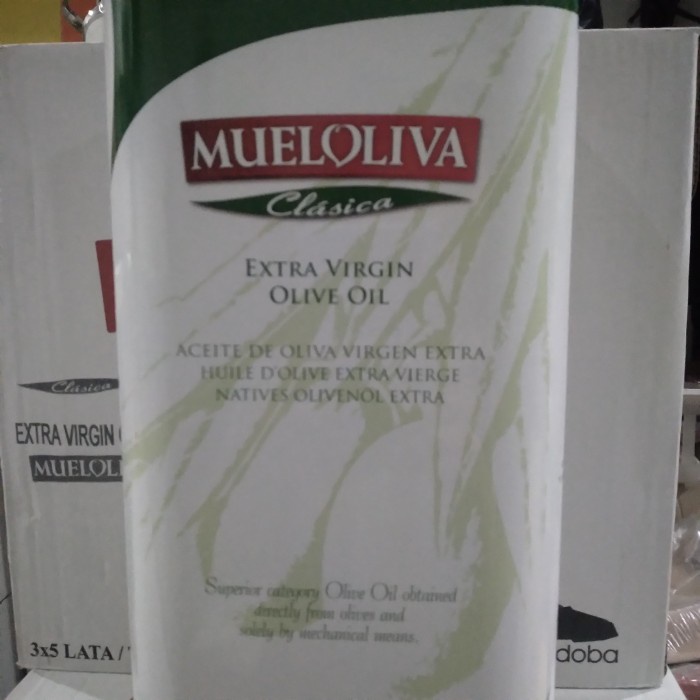 MUELOLIVA
Clásica
EXTRA VIRGIN
OLIVE OIL
ACEITE DE OLIVA VIRGEN EXTRA
HUILE D'OLIVE EXTRA VIERGE
NATIVES OLIVENÖL EXTRA
Superior category Olive Oil obtained
directly from olives and
solely by mechanical means.
Clásica
EXTRA VIRGIN
MUELOL
3x5 LATA /
doba